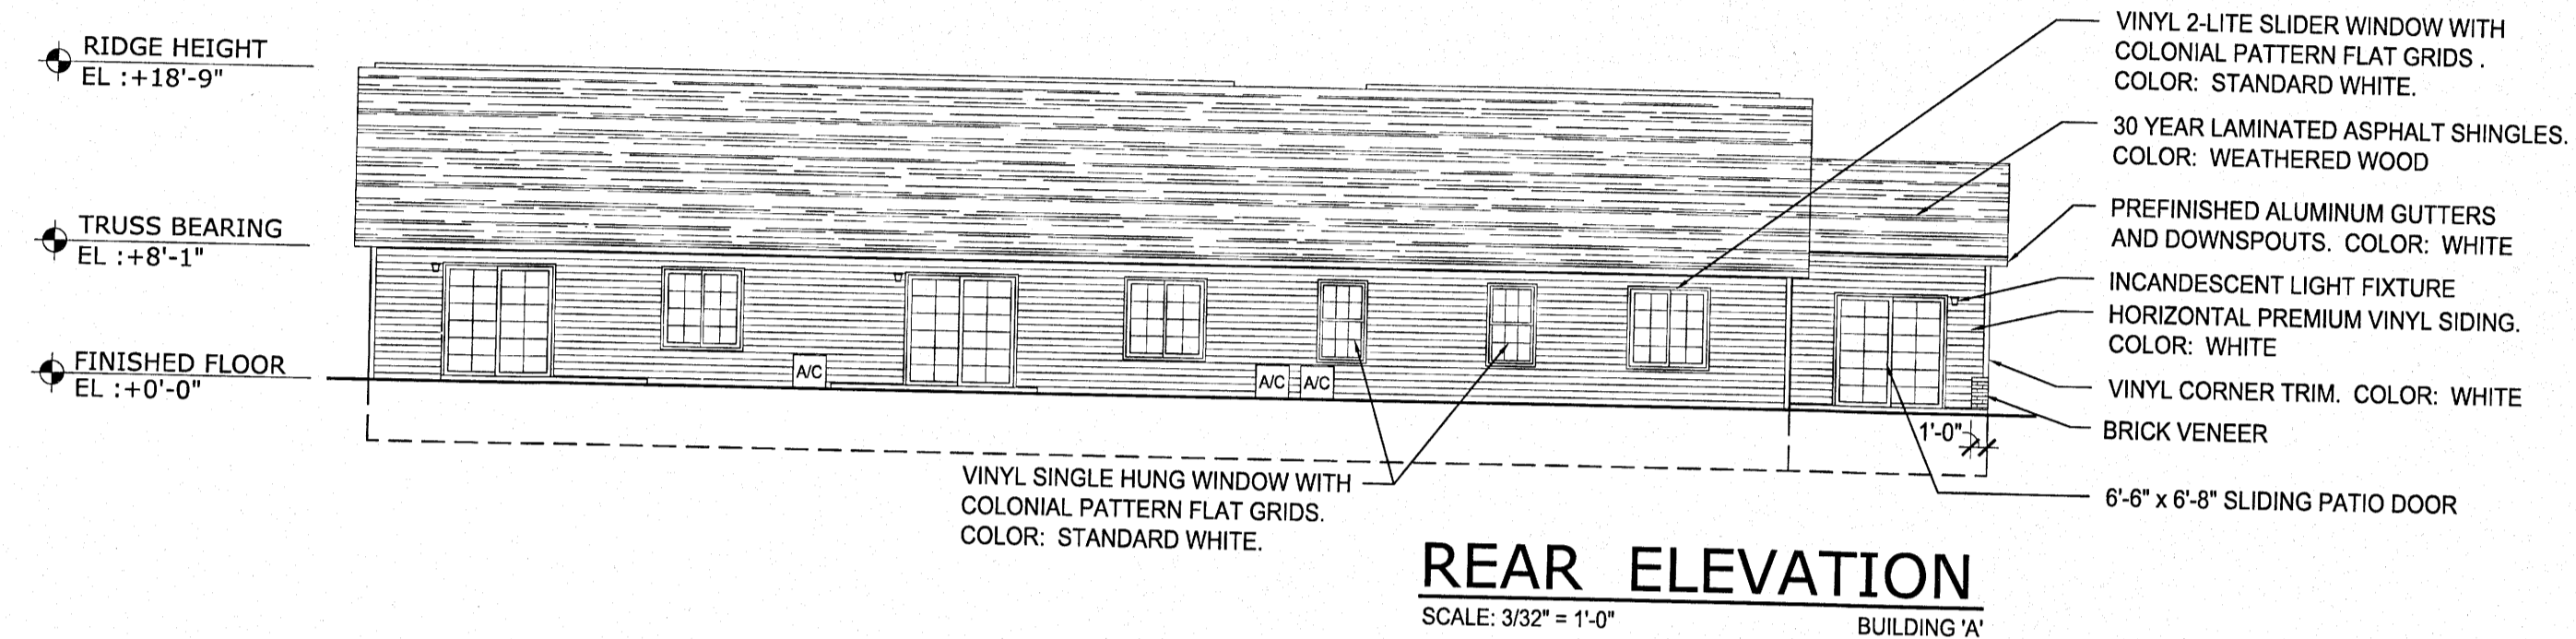 RIDGE HEIGHT
EL :+18'-9"
TRUSS BEARING
EL :+8'-1"
FINISHED FLOOR
EL :+0'-0"
VINYL 2-LITE SLIDER WINDOW WITH
COLONIAL PATTERN FLAT GRIDS .
COLOR: STANDARD WHITE.
30 YEAR LAMINATED ASPHALT SHINGLES.
COLOR: WEATHERED WOOD
PREFINISHED ALUMINUM GUTTERS
AND DOWNSPOUTS. COLOR: WHITE
INCANDESCENT LIGHT FIXTURE
HORIZONTAL PREMIUM VINYL SIDING.
COLOR: WHITE
VINYL CORNER TRIM. COLOR: WHITE
BRICK VENEER
6'-6" x 6'-8" SLIDING PATIO DOOR
A/C
A/C
A/C
1'-0"
VINYL SINGLE HUNG WINDOW WITH
COLONIAL PATTERN FLAT GRIDS.
COLOR: STANDARD WHITE.
REAR ELEVATION
SCALE: 3/32" = 1'-0"
BUILDING 'A'